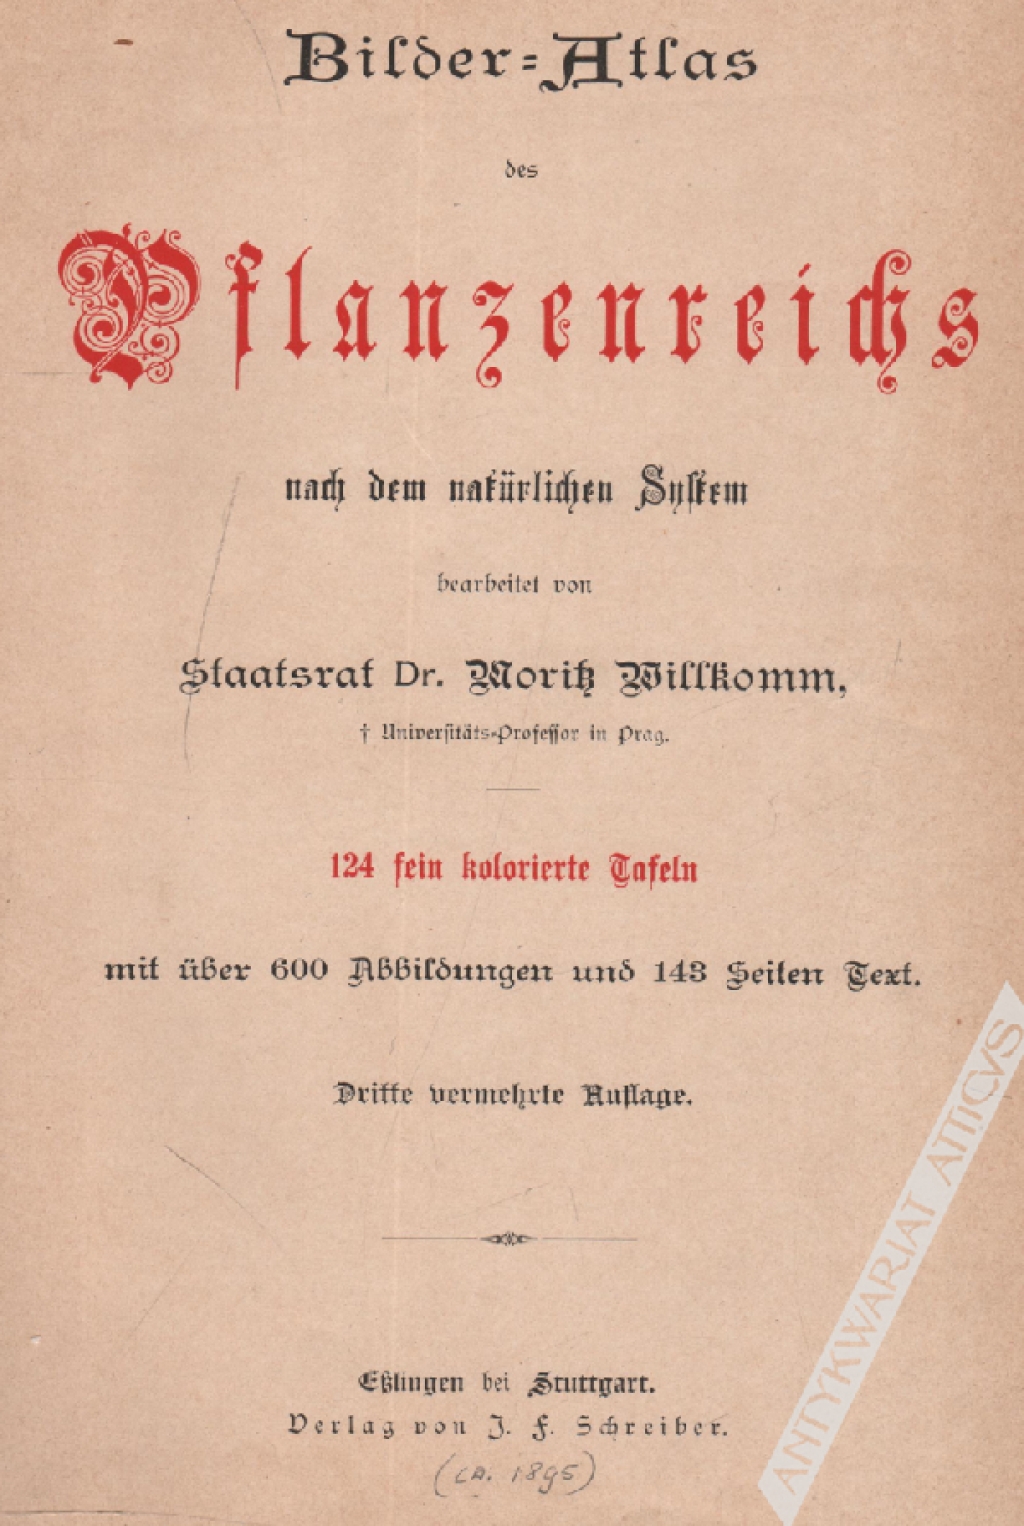 Bilder-Atlas
des
Pflanzenreichs
nach dem natürlichen System
bearbeitet von
Staatsrat Dr. Moritz Willkomm,
† Universitäts-Professor in Prag.
124 fein kolorierte Tafeln
mit über 600 Abbildungen und 143 Seiten Text.
Dritte vermehrte Auflage.
Eßlingen bei Stuttgart.
Verlag von J. F. Schreiber.
(ca. 1895)
ANTYKWARIAT ATTICVS